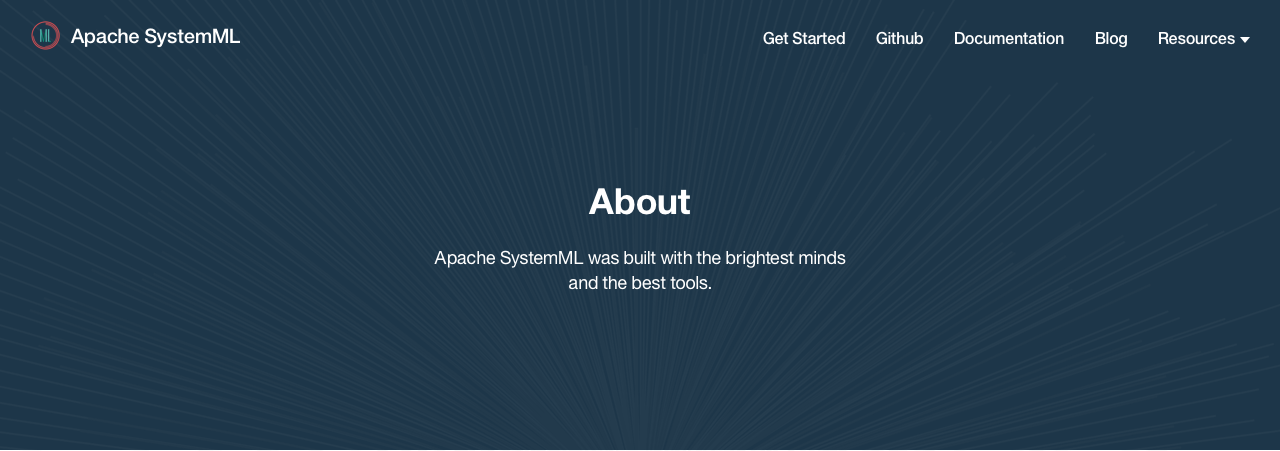 ML Apache SystemML
Get Started Github Documentation Blog Resources
About
Apache SystemML was built with the brightest minds
and the best tools.